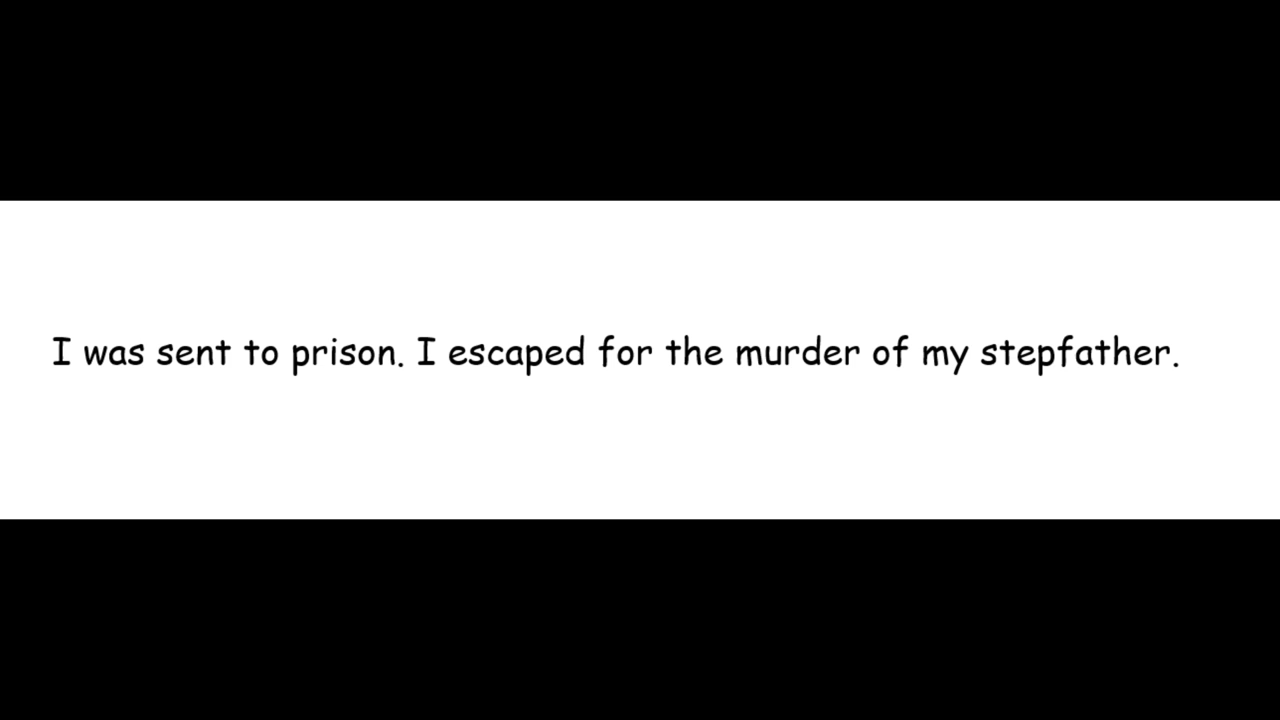 I was sent to prison. I escaped for the murder of my stepfather.